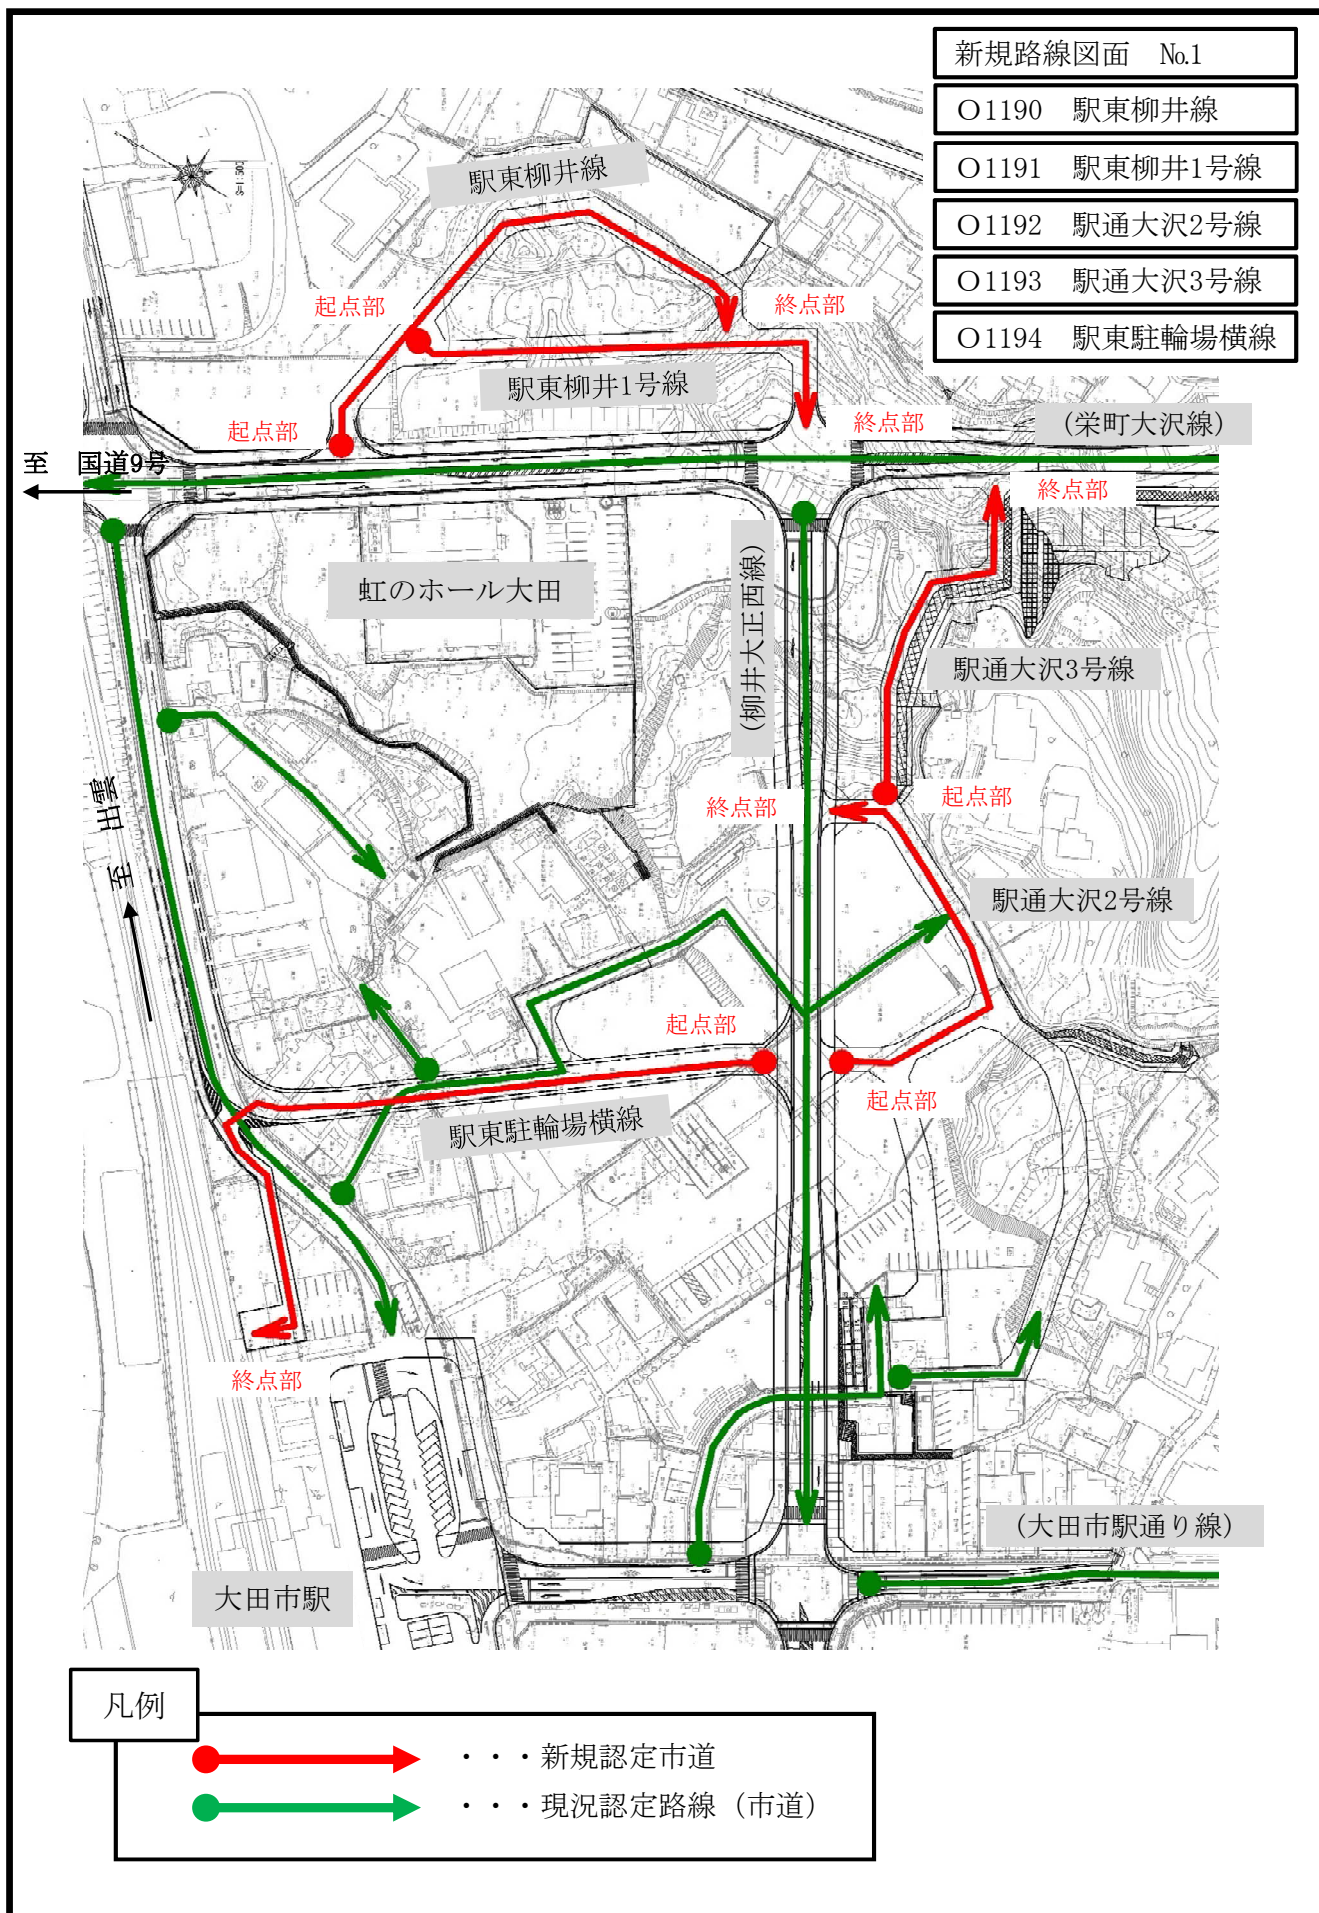 新規路線図面　№1
O1190　駅東柳井線
O1191　駅東柳井1号線
O1192　駅通大沢2号線
O1193　駅通大沢3号線
O1194　駅東駐輪場横線
S=1:500
駅東柳井線
起点部
終点部
駅東柳井1号線
起点部
終点部
(栄町大沢線)
至　国道9号
終点部
虹のホール大田
(柳井大正西線)
駅通大沢3号線
至　出雲
終点部
起点部
駅通大沢2号線
起点部
起点部
駅東駐輪場横線
終点部
(大田市駅通り線)
大田市駅
凡例
・・・新規認定市道
・・・現況認定路線（市道）